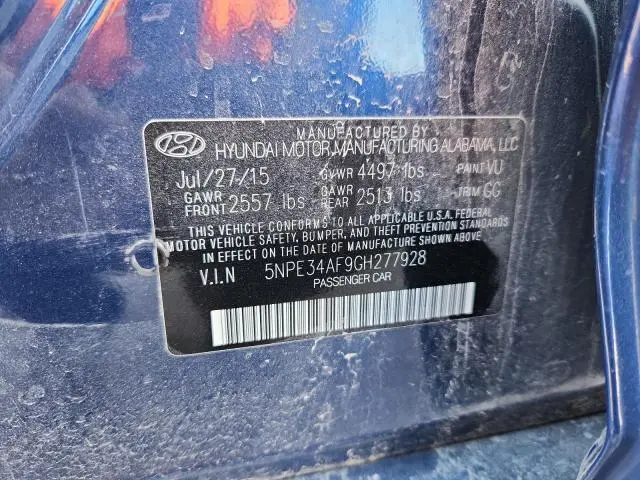 MANUFACTURED BY
HYUNDAI MOTOR MANUFACTURING ALABAMA, LLC
Jul/27/15 GVWR 4497 lbs PAINT VU
GAWR FRONT 2557 lbs GAWR REAR 2513 lbs TRIM GG
THIS VEHICLE CONFORMS TO ALL APPLICABLE U.S.A. FEDERAL
MOTOR VEHICLE SAFETY, BUMPER, AND THEFT PREVENTION
STANDARDS IN EFFECT ON THE DATE OF MANUFACTURE SHOWN ABOVE.
V.I.N 5NPE34AF9GH277928
PASSENGER CAR